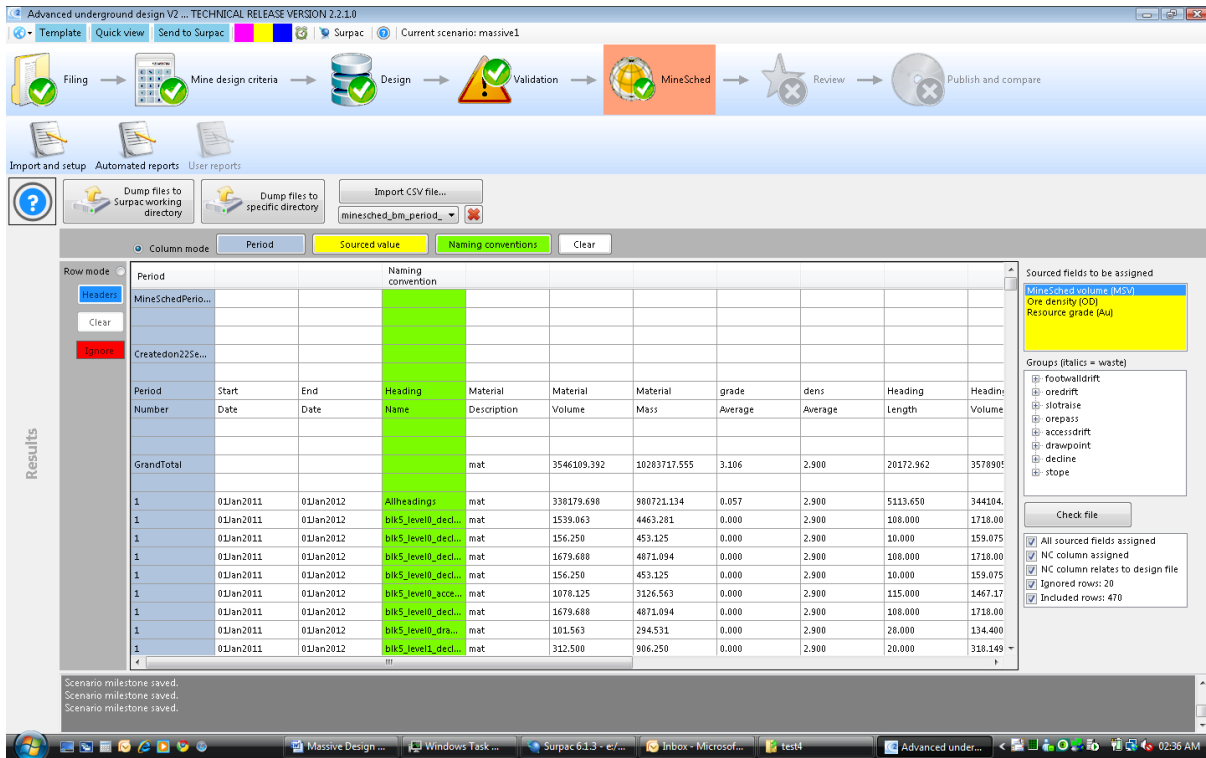 Advanced underground design V2 ... TECHNICAL RELEASE VERSION 2.2.1.0
Template Quick view Send to Surpac Surpac Current scenario: massive1
Filing Mine design criteria Design Validation MineSched Review Publish and compare
Import and setup Automated reports User reports
Dump files to Surpac working directory
Dump files to specific directory
Import CSV file...
minesched_bm_period_
Column mode Period Sourced value Naming conventions Clear
Row mode
Headers
Clear
Ignore
Results
Period Naming convention
MineSchedPerio...
Createdon22Se...
Period Start End Heading Material Material Material grade dens Heading Heading
Number Date Date Name Description Volume Mass Average Average Length Volume
GrandTotal mat 3546109.392 10283717.555 3.106 2.900 20172.962 3578905
1 01Jan2011 01Jan2012 Allheadings mat 338179.698 980721.134 0.057 2.900 5113.650 344104.
1 01Jan2011 01Jan2012 blk5_level0_decl... mat 1539.063 4463.281 0.000 2.900 108.000 1718.00
1 01Jan2011 01Jan2012 blk5_level0_decl... mat 156.250 453.125 0.000 2.900 10.000 159.075
1 01Jan2011 01Jan2012 blk5_level0_decl... mat 1679.688 4871.094 0.000 2.900 108.000 1718.00
1 01Jan2011 01Jan2012 blk5_level0_decl... mat 156.250 453.125 0.000 2.900 10.000 159.075
1 01Jan2011 01Jan2012 blk5_level0_acce... mat 1078.125 3126.563 0.000 2.900 115.000 1467.17
1 01Jan2011 01Jan2012 blk5_level0_decl... mat 1679.688 4871.094 0.000 2.900 108.000 1718.00
1 01Jan2011 01Jan2012 blk5_level0_dra... mat 101.563 294.531 0.000 2.900 28.000 134.400
1 01Jan2011 01Jan2012 blk5_level1_decl... mat 312.500 906.250 0.000 2.900 20.000 318.149
Sourced fields to be assigned
MineSched volume (MSV)
Ore density (OD)
Resource grade (Au)
Groups (italics = waste)
footwalldrift
oredrift
slotraise
orepass
accessdrift
drawpoint
decline
stope
Check file
All sourced fields assigned
NC column assigned
NC column relates to design file
Ignored rows: 20
Included rows: 470
Scenario milestone saved.
Scenario milestone saved.
Scenario milestone saved.
Massive Design ... Windows Task ... Surpac 6.1.3 - e:/... Inbox - Microsof... test4 Advanced under... 02:36 AM